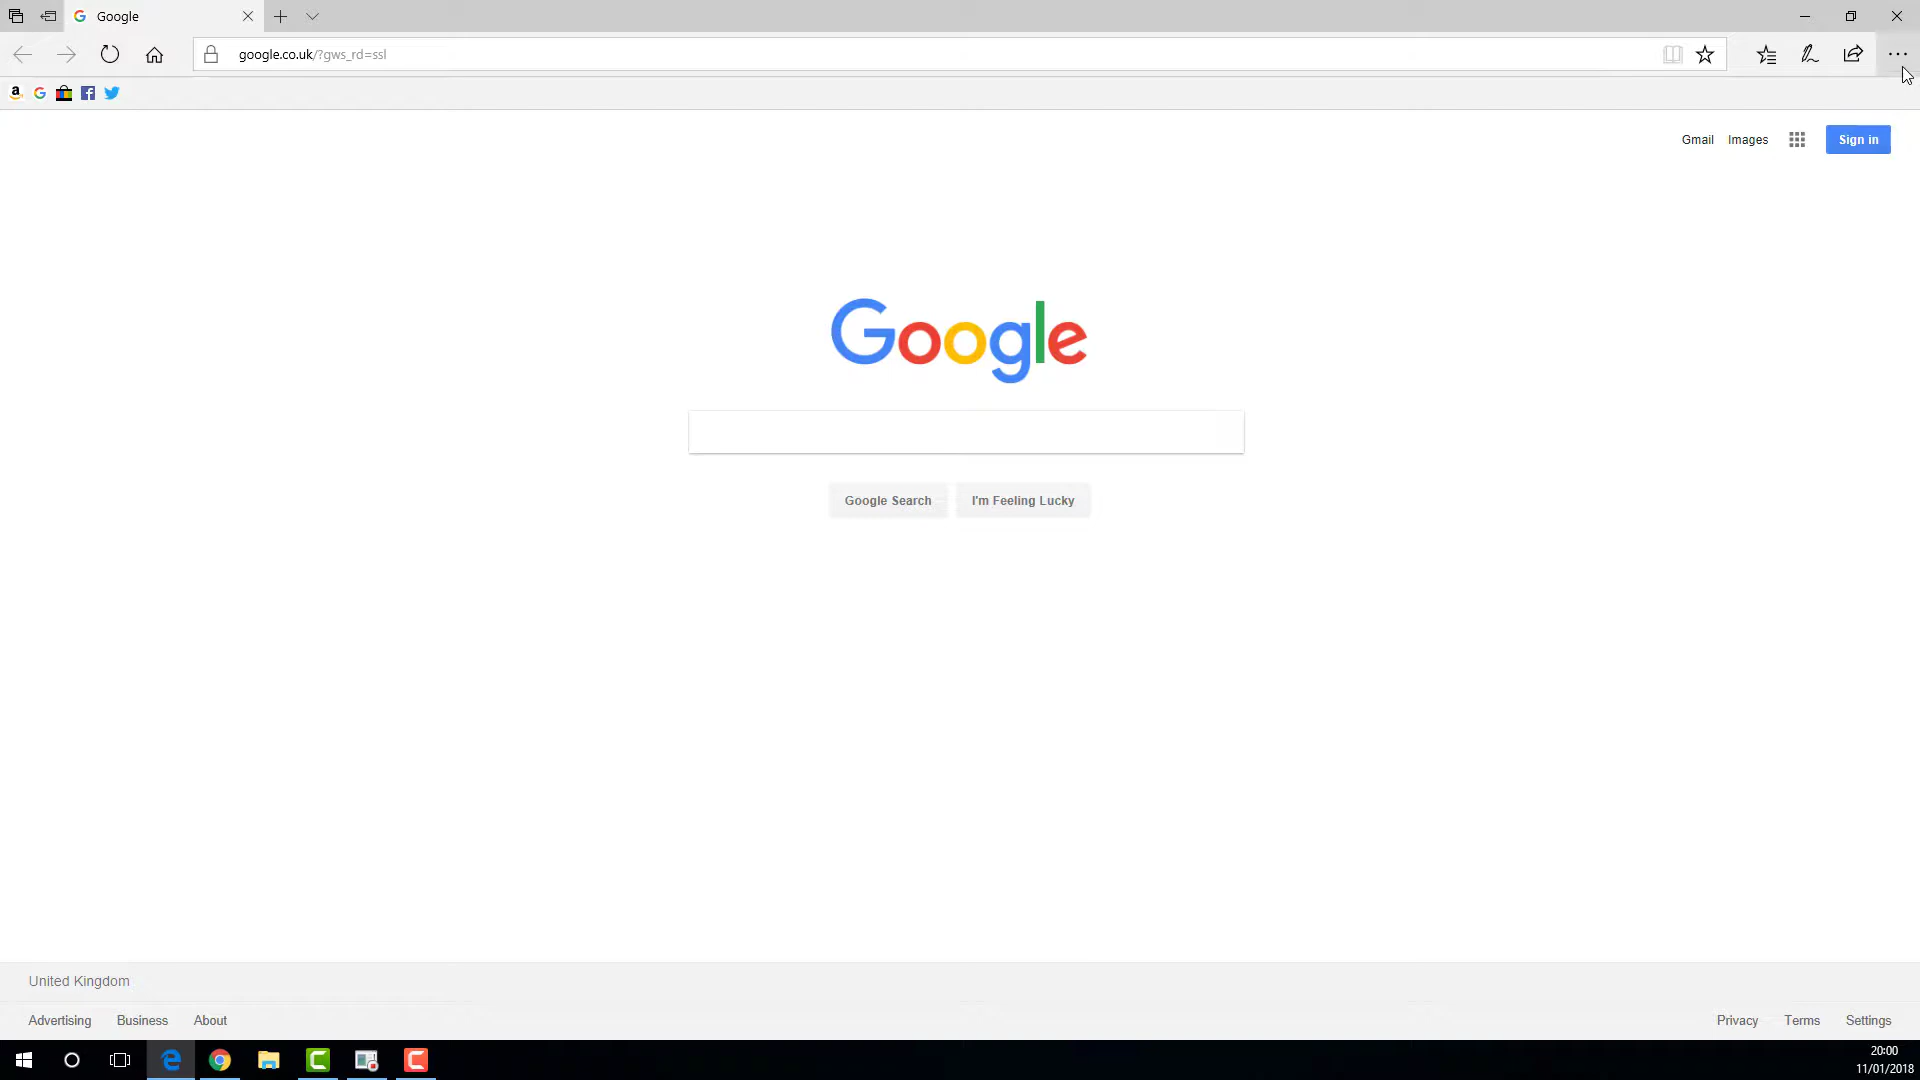 Google
google.co.uk/?gws_rd=ssl
Gmail Images Sign in
Google
Google Search I'm Feeling Lucky
United Kingdom
Advertising Business About Privacy Terms Settings
20:00
11/01/2018